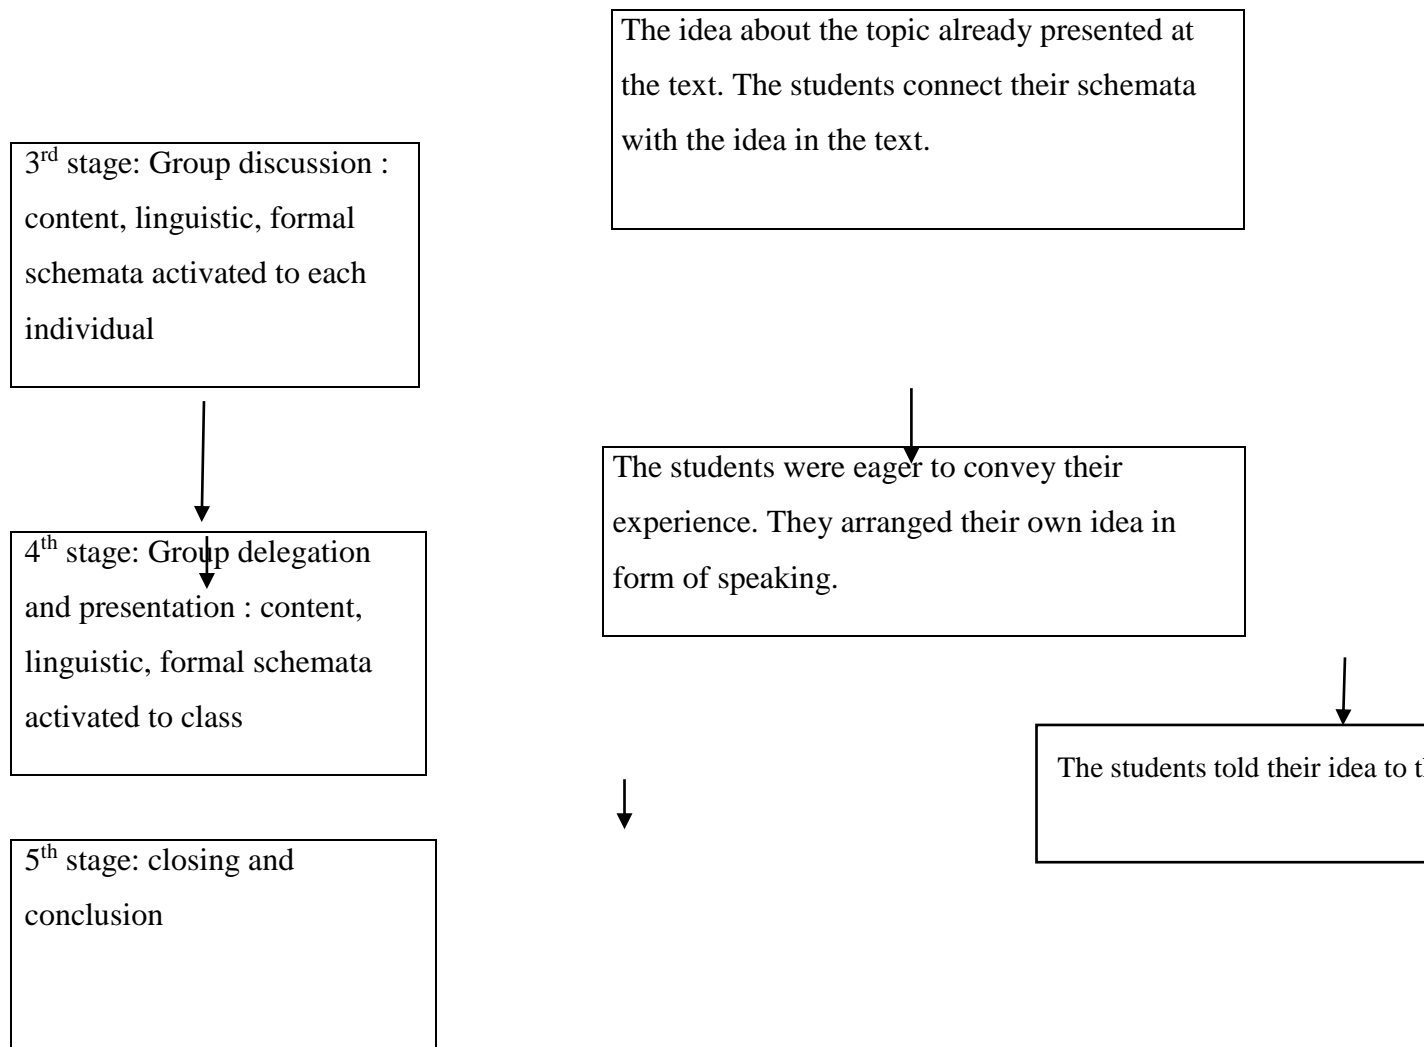 The idea about the topic already presented at
the text. The students connect their schemata
with the idea in the text.
3rd stage: Group discussion :
content, linguistic, formal
schemata activated to each
individual
The students were eager to convey their
experience. They arranged their own idea in
form of speaking.
4th stage: Group delegation
and presentation : content,
linguistic, formal schemata
activated to class
The students told their idea to
5th stage: closing and
conclusion